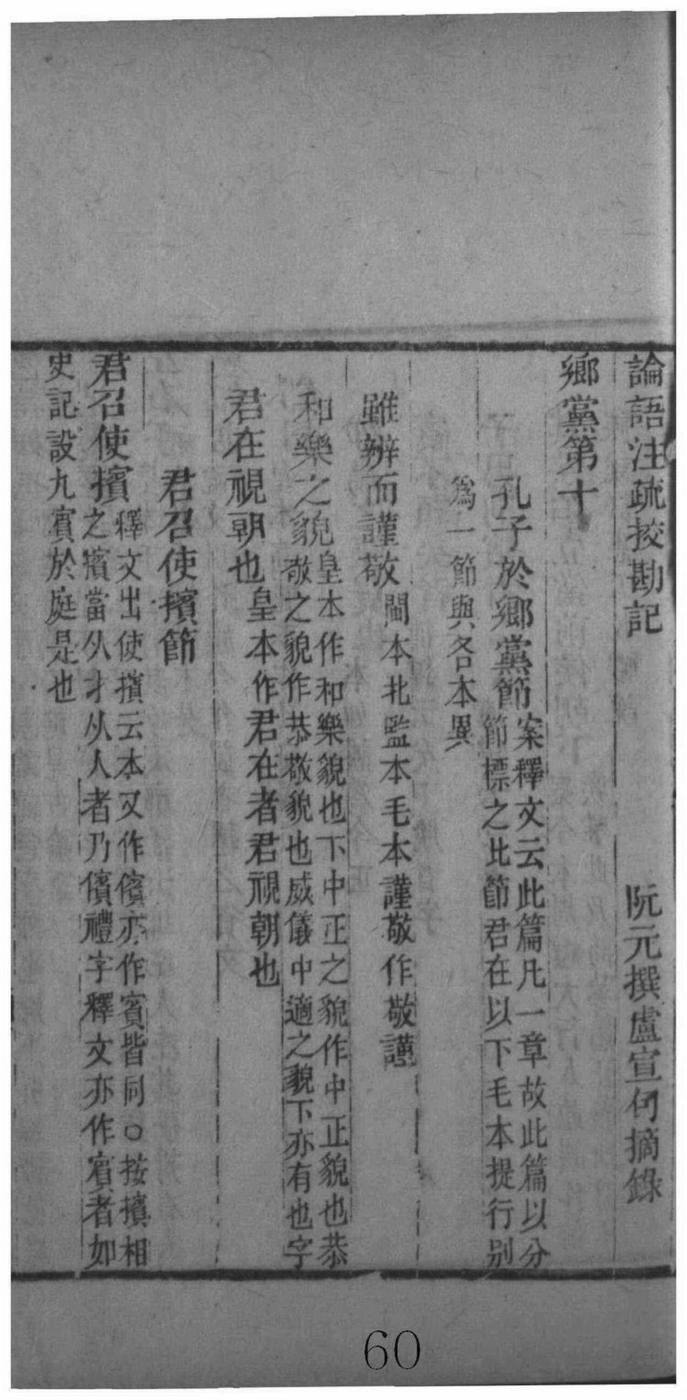 論語注疏挍勘記　阮元撰盧宣旬摘錄
鄉黨第十
孔子於鄉黨節案釋文云此篇凡一章故此篇以分
節標之此節君在以下毛本提行別
爲一節與各本異
雖辨而謹敬閩本北監本毛本謹敬作敬謹
和樂之貌皇本作和樂貌也下中正之貌作中正貌也恭
敬之貌作恭敬貌也威儀中適之貌下亦有也字
君在視朝也皇本作君在者君視朝也
君召使擯節
君召使擯釋文出使擯云本又作儐亦作賓皆同○按擯相
之擯當从才从人者乃儐禮字釋文亦作賓者如
史記設九賓於庭是也
60